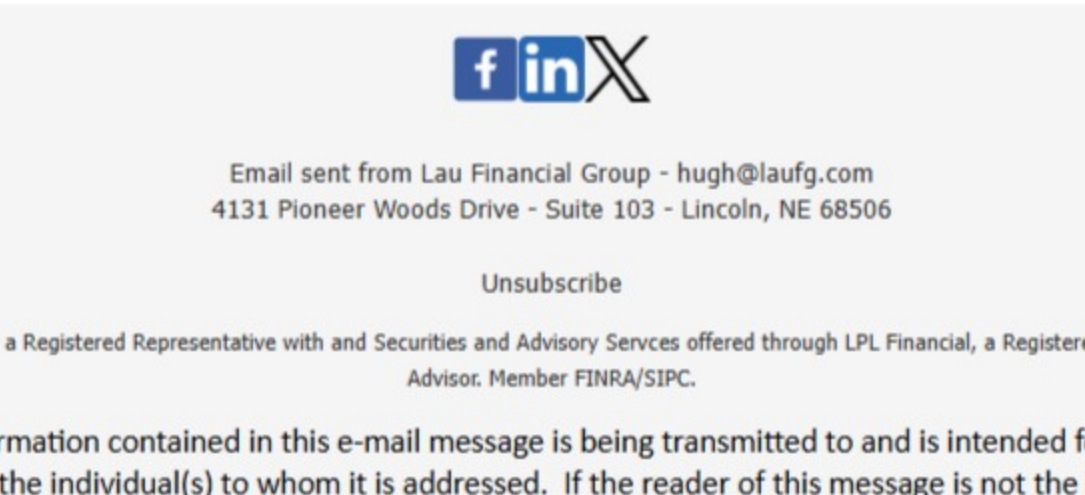 f in X
Email sent from Lau Financial Group - hugh@laufg.com
4131 Pioneer Woods Drive - Suite 103 - Lincoln, NE 68506
Unsubscribe
a Registered Representative with and Securities and Advisory Servces offered through LPL Financial, a Registere
Advisor. Member FINRA/SIPC.
rmation contained in this e-mail message is being transmitted to and is intended f
the individual(s) to whom it is addressed. If the reader of this message is not the